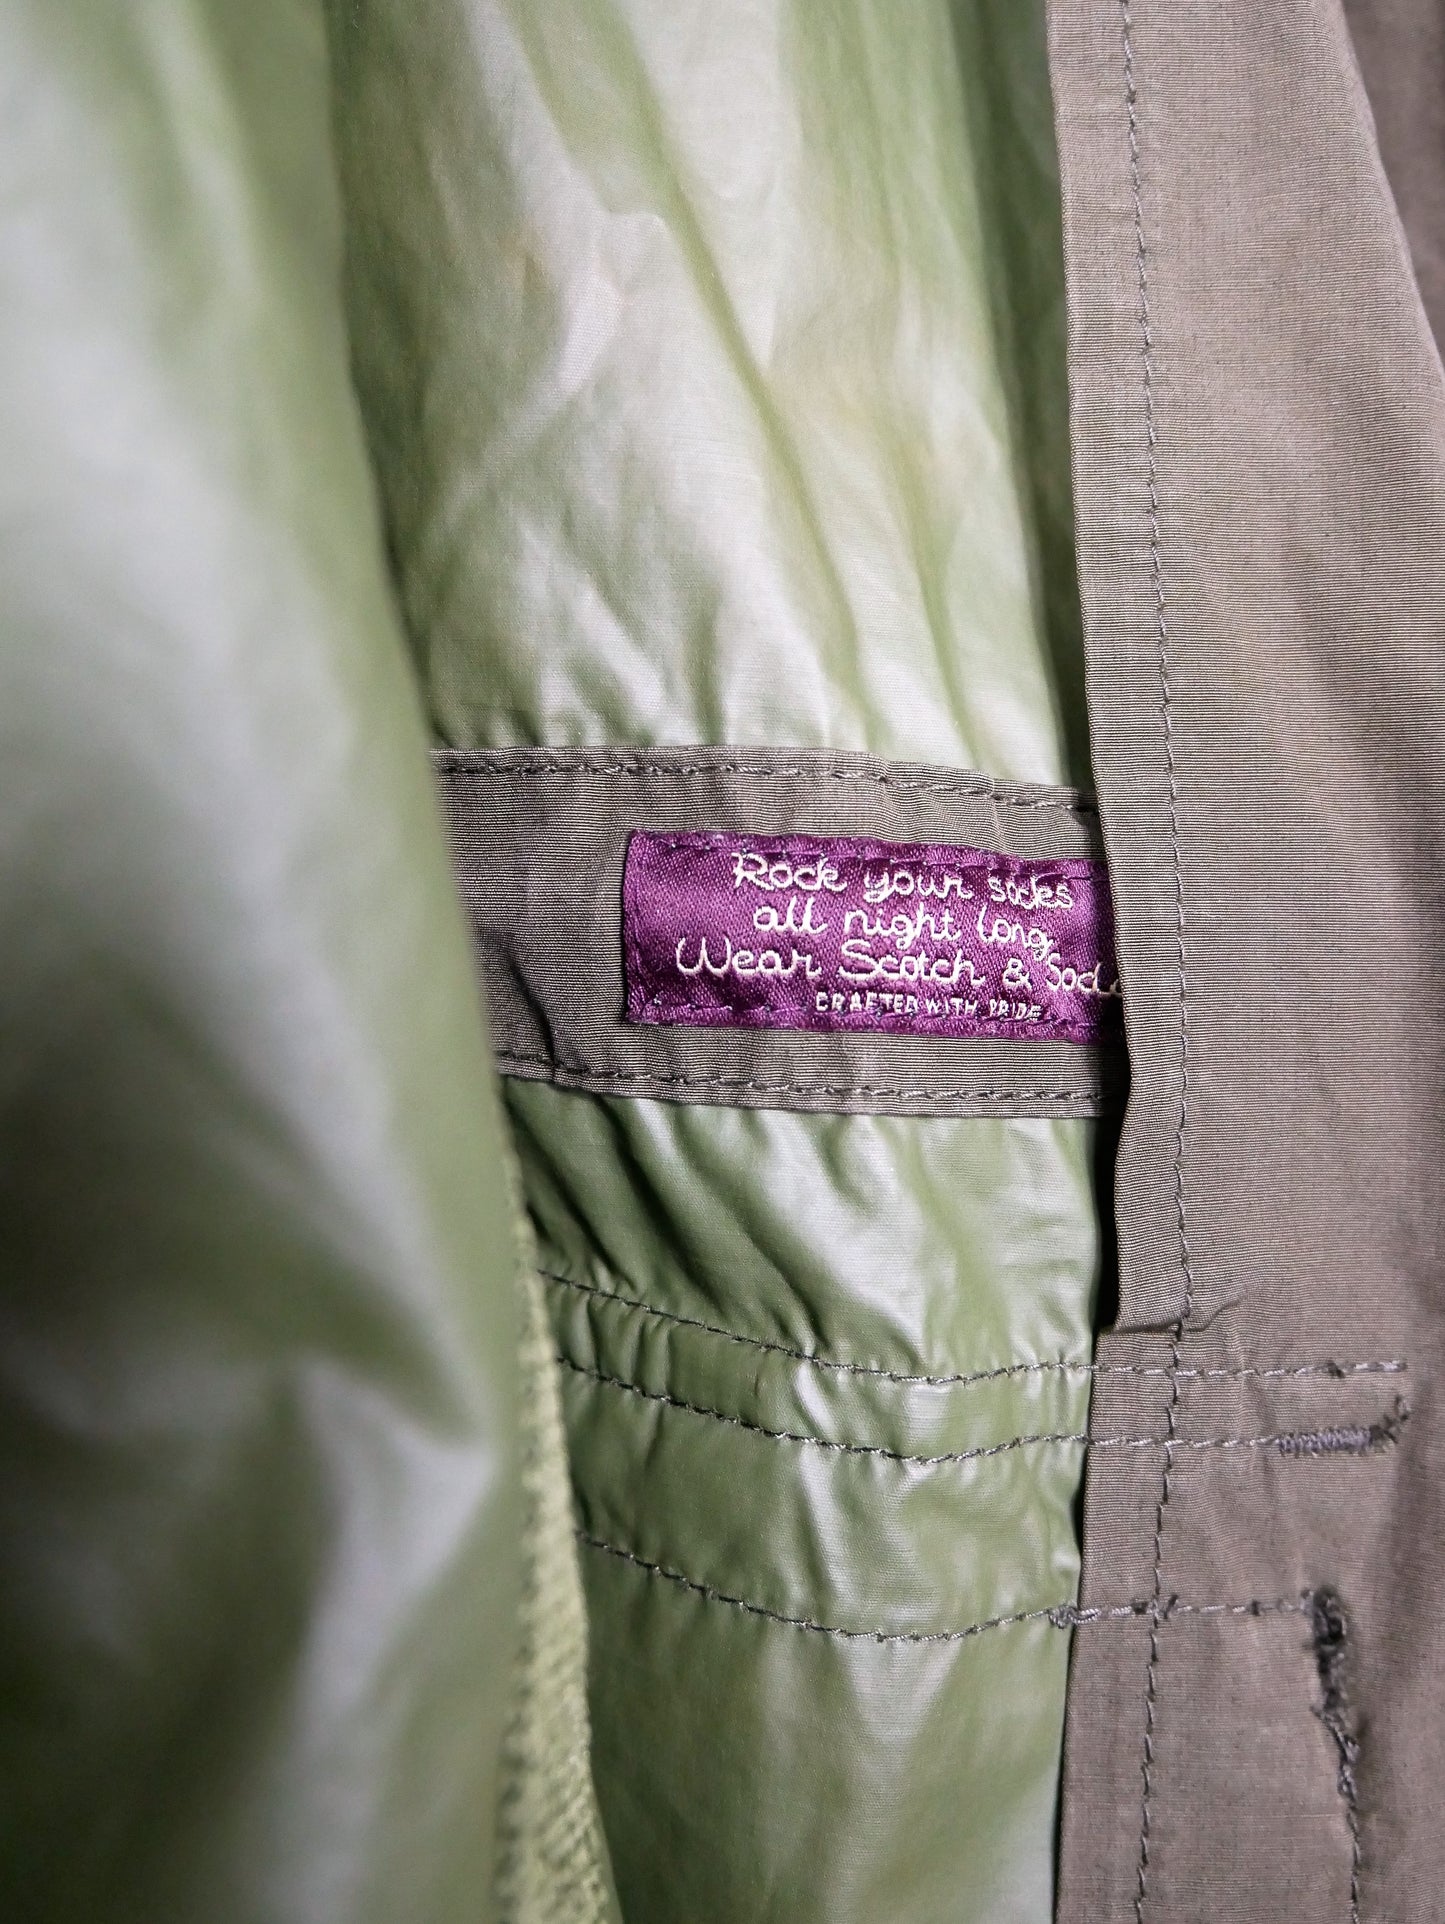 Rock your socks
all night long
Wear Scotch & Soda
CRAFTED WITH PRIDE